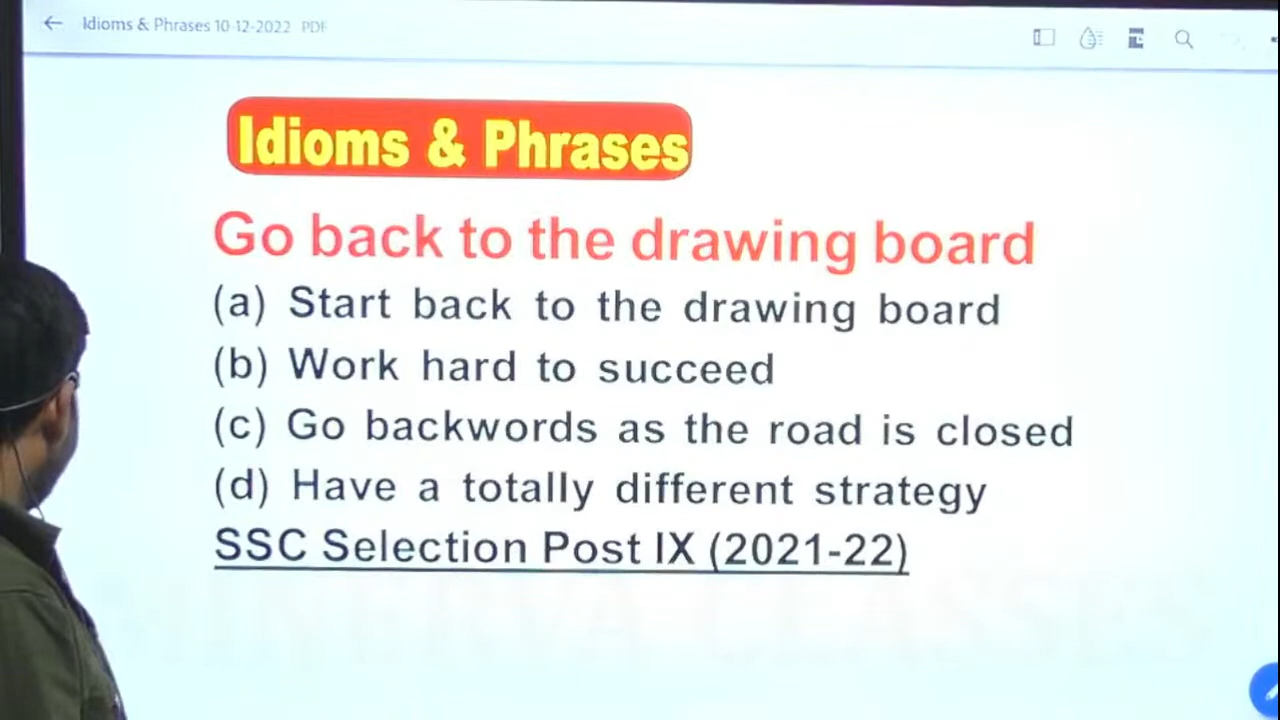 Idioms & Phrases 10-12-2022 PDF
Idioms & Phrases
Go back to the drawing board
(a) Start back to the drawing board
(b) Work hard to succeed
(c) Go backwords as the road is closed
(d) Have a totally different strategy
SSC Selection Post IX (2021-22)
MINERVA CLASSES